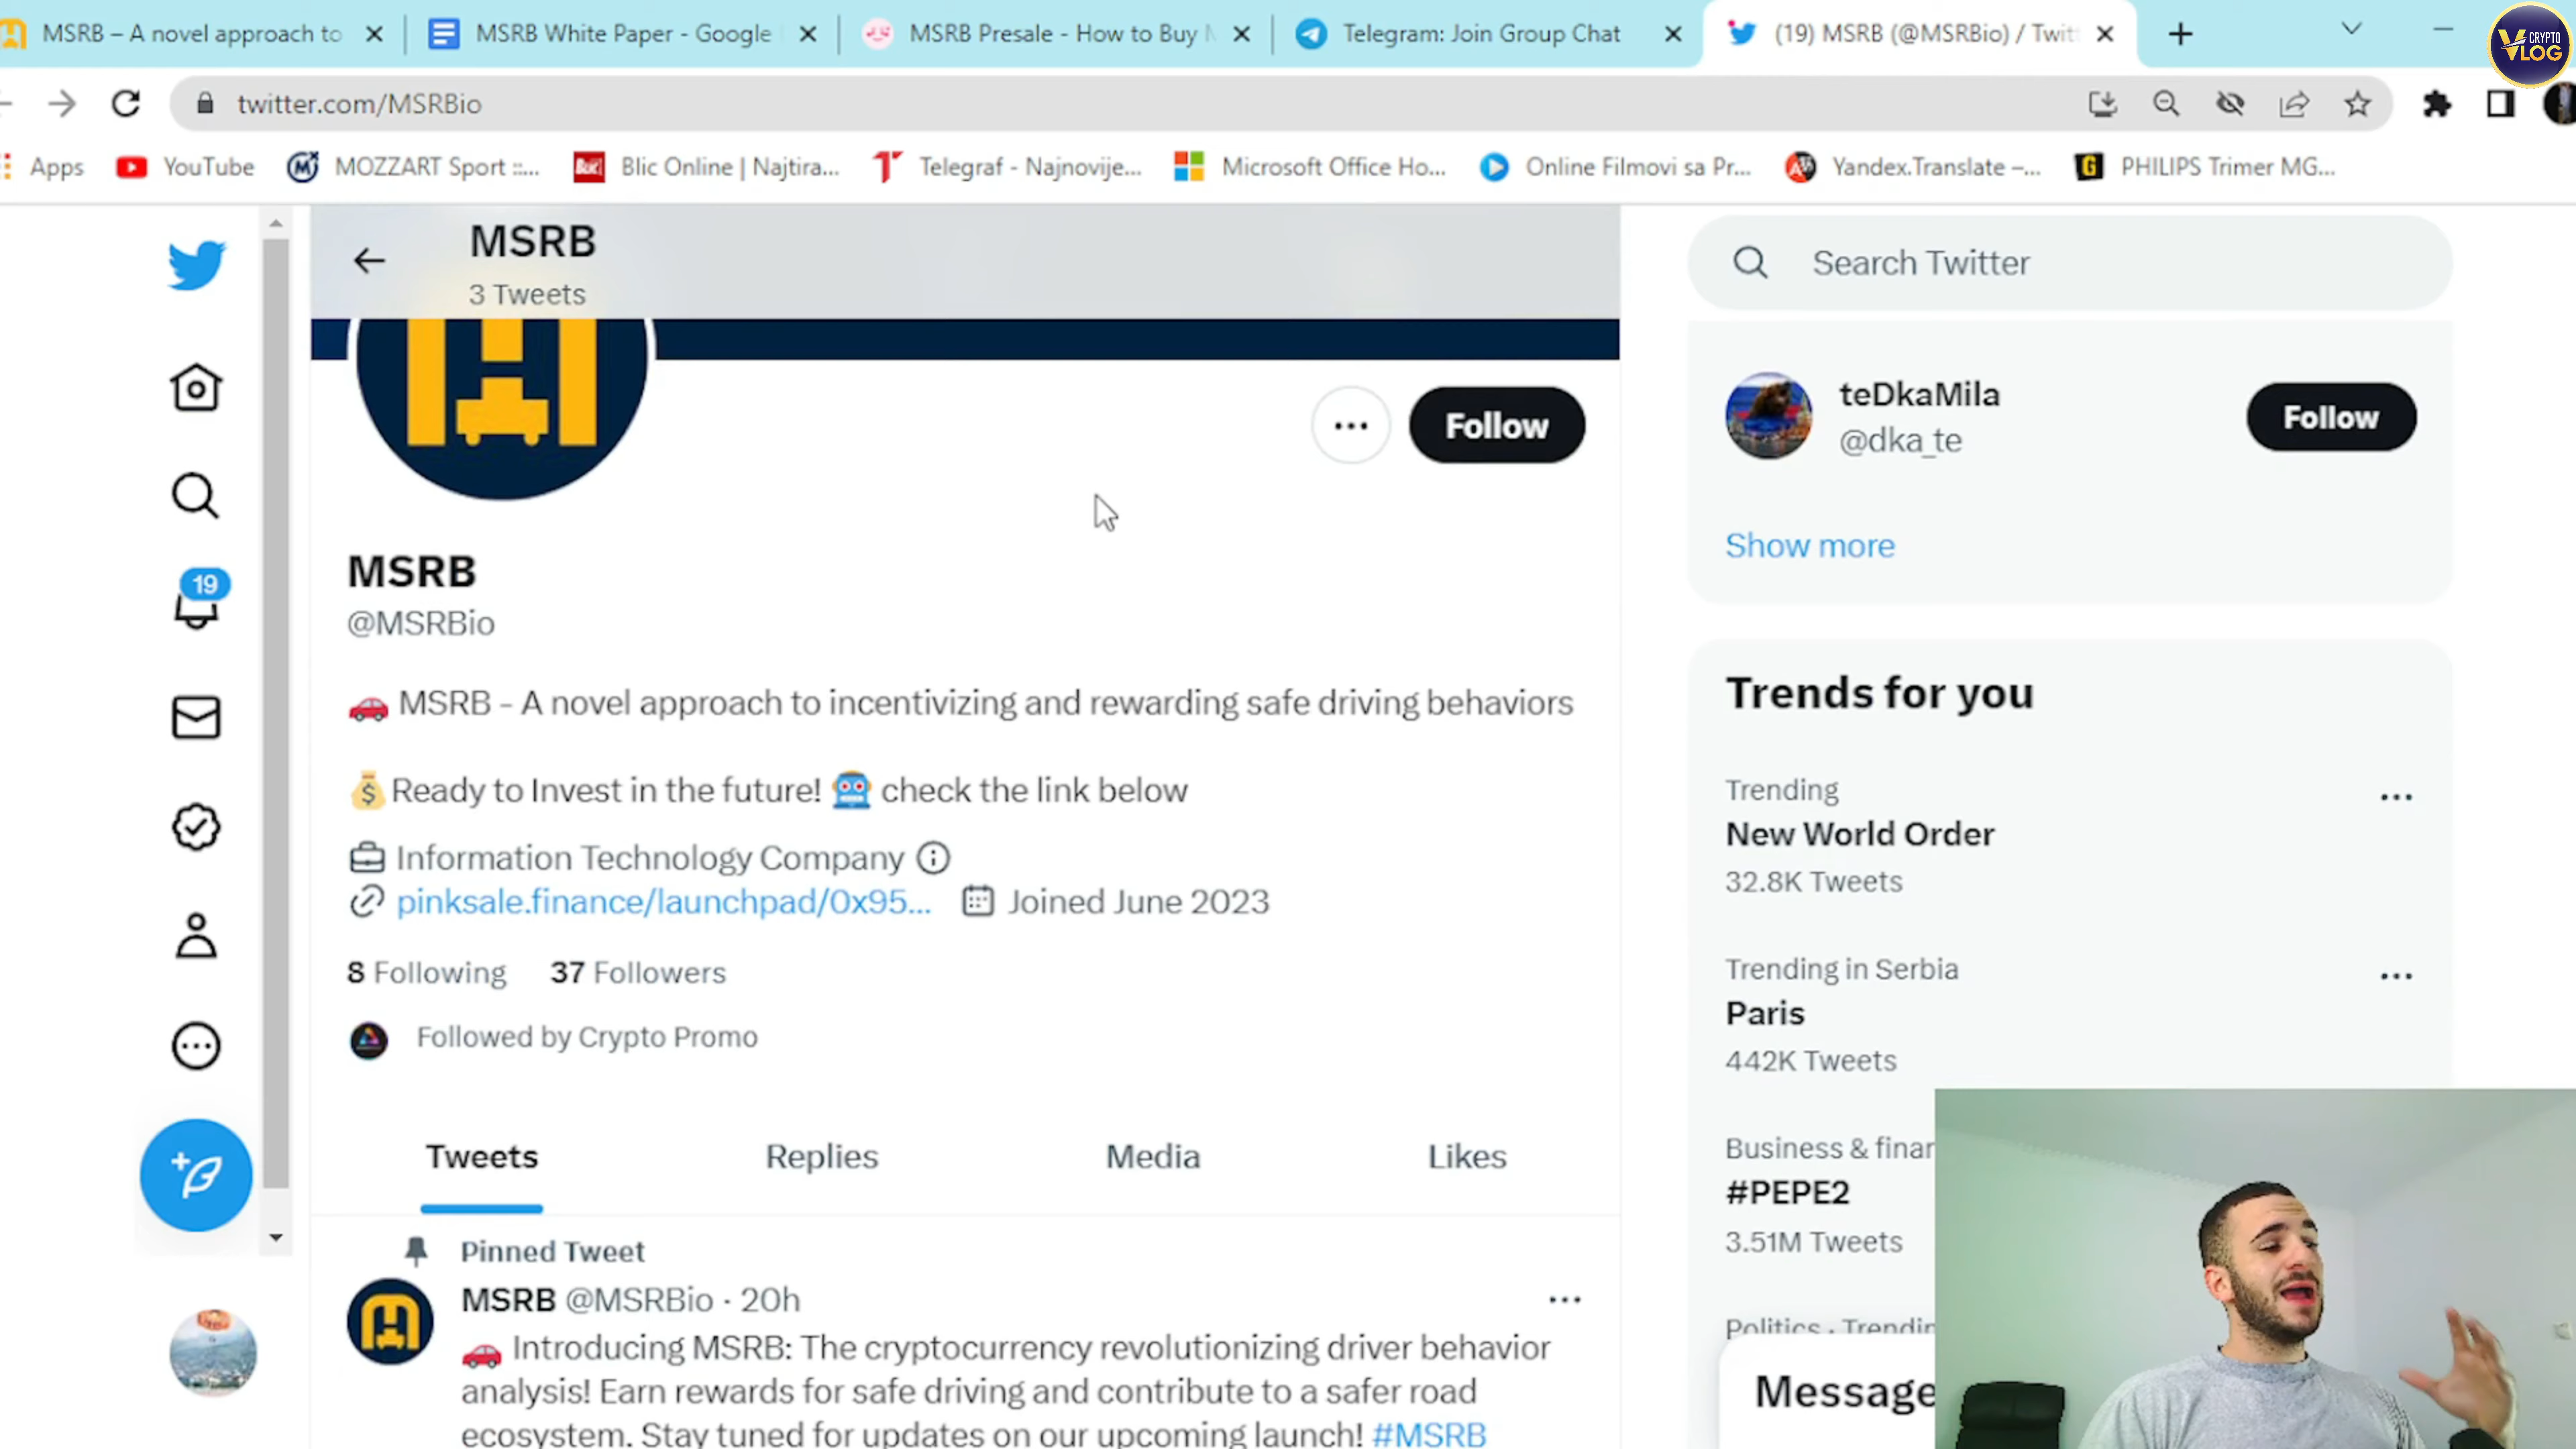 MSRB – A novel approach to
MSRB White Paper - Google
MSRB Presale - How to Buy
Telegram: Join Group Chat
(19) MSRB (@MSRBio) / Twit
CRYPTO
VLOG
twitter.com/MSRBio
Apps
YouTube
MOZZART Sport ::...
Blic Online | Najtira...
Telegraf - Najnovije...
Microsoft Office Ho...
Online Filmovi sa Pr...
Yandex.Translate –...
PHILIPS Trimer MG...
MSRB
3 Tweets
Search Twitter
Follow
teDkaMila
@dka_te
Follow
Show more
MSRB
@MSRBio
19
🚗 MSRB - A novel approach to incentivizing and rewarding safe driving behaviors
💰Ready to Invest in the future! 🤖 check the link below
Information Technology Company
pinksale.finance/launchpad/0x95... Joined June 2023
8 Following 37 Followers
Followed by Crypto Promo
Tweets Replies Media Likes
Pinned Tweet
MSRB @MSRBio · 20h
🚗 Introducing MSRB: The cryptocurrency revolutionizing driver behavior
analysis! Earn rewards for safe driving and contribute to a safer road
ecosystem. Stay tuned for updates on our upcoming launch! #MSRB
Trends for you
Trending
New World Order
32.8K Tweets
Trending in Serbia
Paris
442K Tweets
Business & finan
#PEPE2
3.51M Tweets
Politics · Trendin
Message